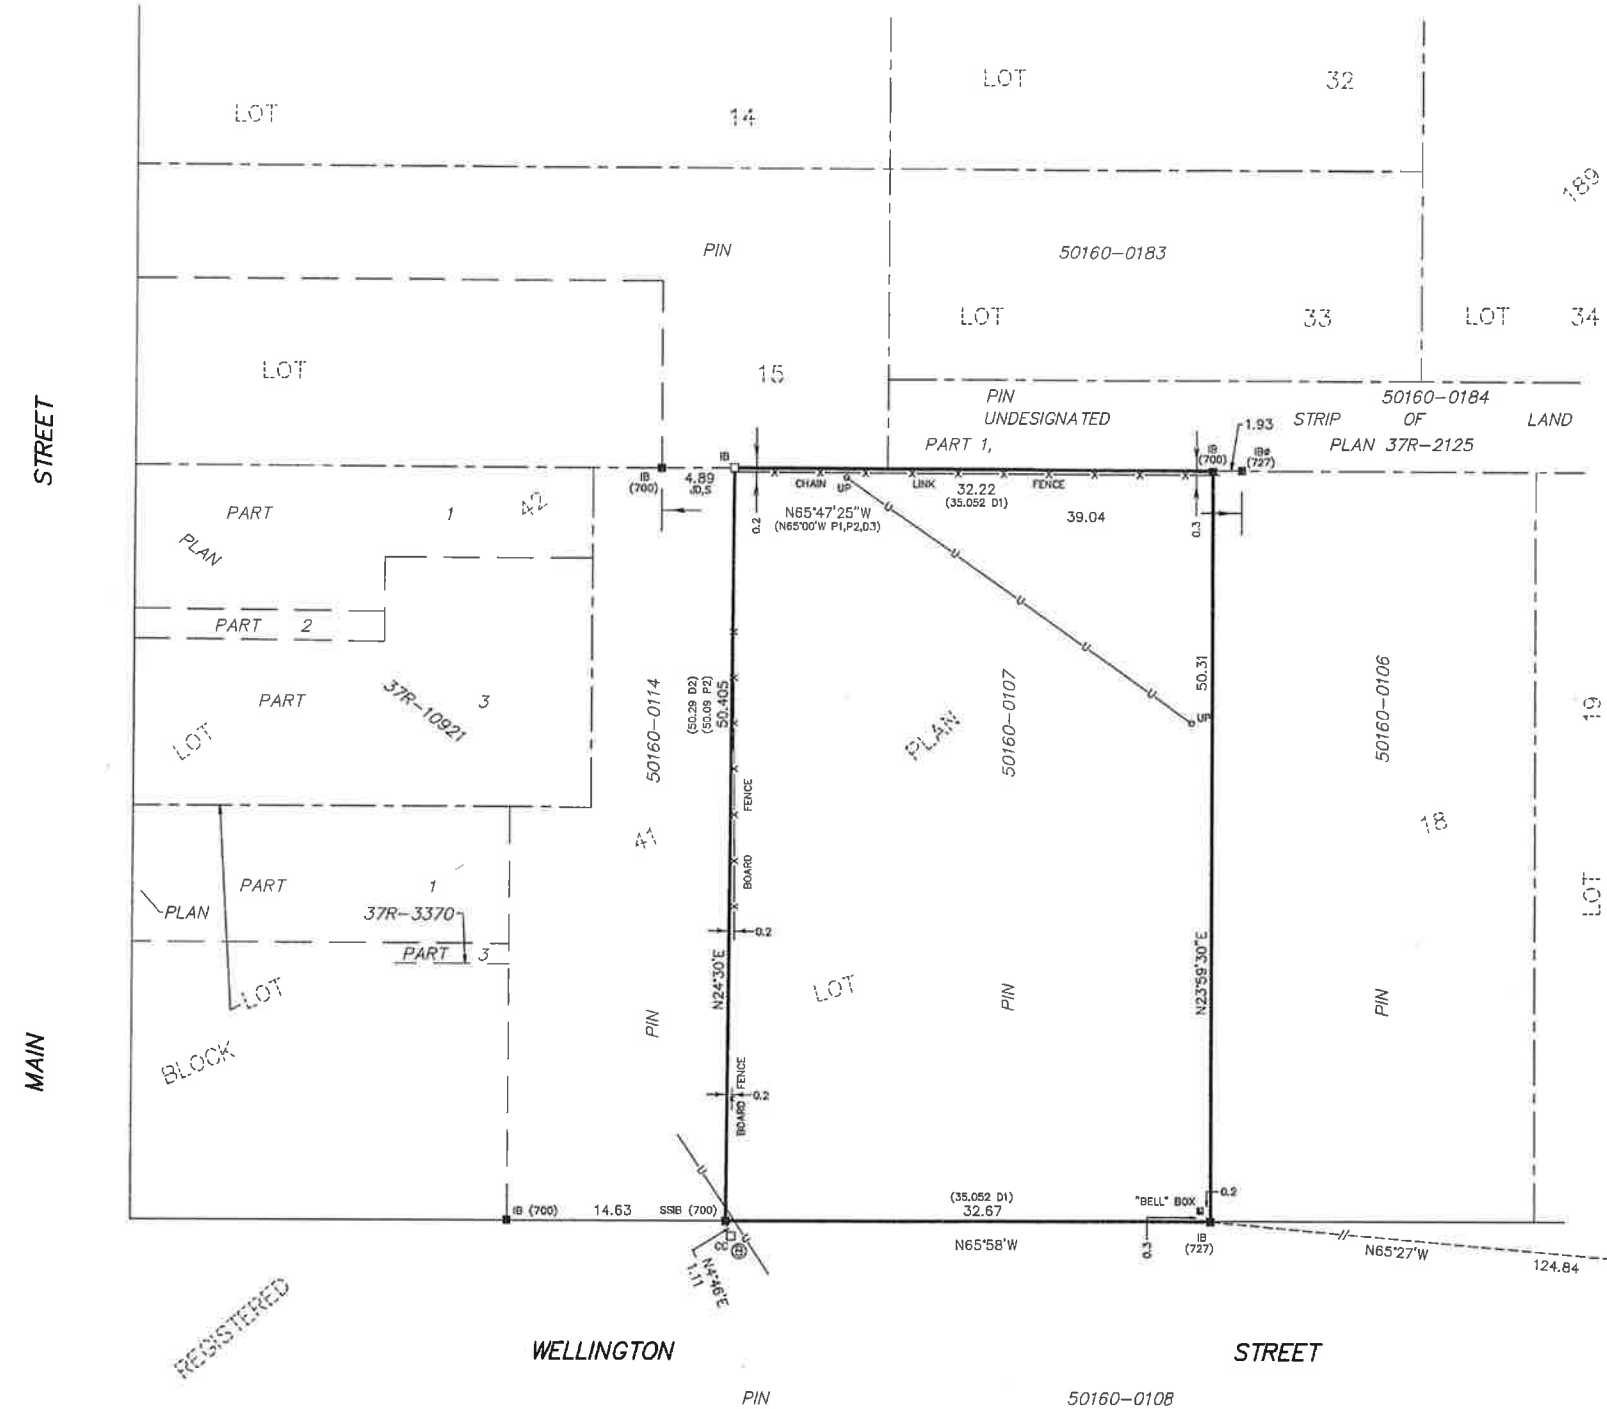 LOT 32
LOT 14
189
PIN 50160-0183
LOT 33 LOT 34
LOT 15
PIN 50160-0184
UNDESIGNATED STRIP OF LAND
PART 1, PLAN 37R-2125
1.93
IB
IB
(700)
IBø
(727)
IB
(700)
4.89
JD,S
CHAIN UP LINK FENCE
32.22
(35.052 D1)
N65°47'25"W
(N65°00'W P1,P2,D3)
39.04
0.2
0.3
STREET
MAIN
PART 1 42
PLAN
PART 2
PART 3
37R-10921
LOT
50160-0114
PIN
41
(50.29 D2)
(50.09 P2)
50.405
BOARD FENCE
0.2
N24°30'E
BOARD FENCE
0.2
U
U
U
U
U
UP
PLAN
50160-0107
PIN
LOT
50.31
N23°59'30"E
50160-0106
PIN
18
19
LOT
PART 1
PLAN
37R-3370
PART 3
LOT
BLOCK
U
U
IB (700) 14.63 SSIB (700)
(35.052 D1)
32.67
"BELL" BOX
0.2
0.3
IB
(727)
N65°58'W
N65°27'W
124.84
CC
N4°46'E
1.11
REGISTERED
WELLINGTON STREET
PIN 50160-0108